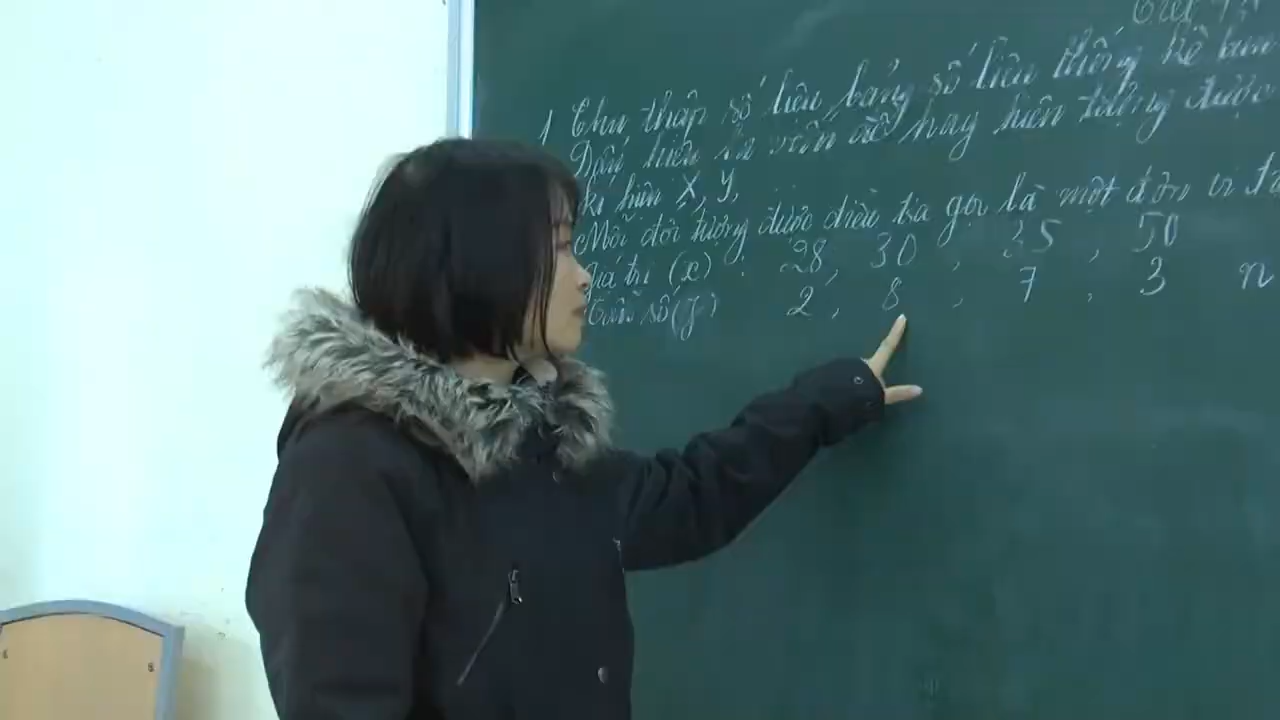 Tiết
1 Thu thập số liệu bảng số liệu thống kê ban
Dấu hiệu là vấn đề hay hiện tượng được
kí hiệu X, Y, ...
Mỗi đối tượng được điều tra gọi là một đơn vị
giá trị (x) : 28, 30 , 35 , 50
Tần số 2, 8 , 7 , 3 n